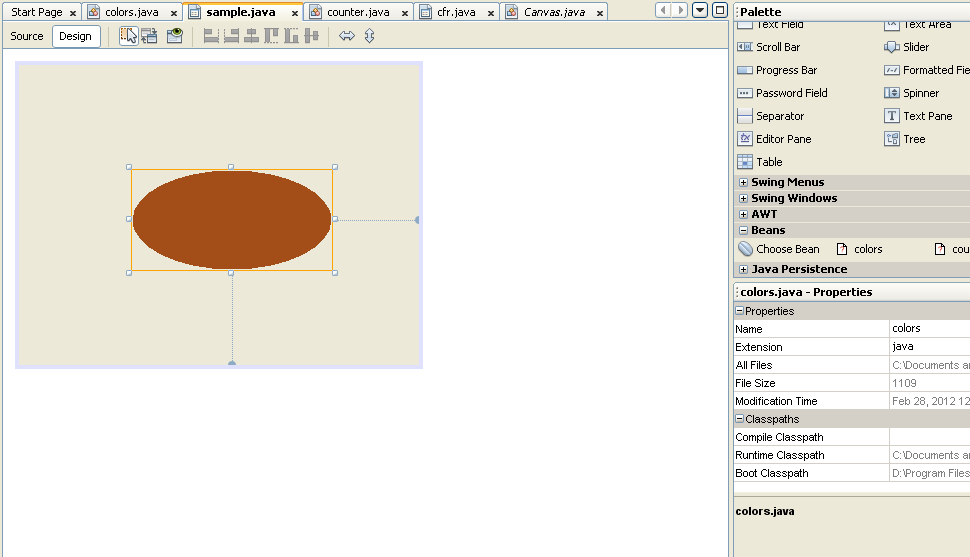 Start Page colors.java sample.java counter.java cfr.java Canvas.java
Source Design
Palette
Text Field Text Area
Scroll Bar Slider
Progress Bar Formatted Fie
Password Field Spinner
Separator Text Pane
Editor Pane Tree
Table
Swing Menus
Swing Windows
AWT
Beans
Choose Bean colors cou
Java Persistence
colors.java - Properties
Properties
Name colors
Extension java
All Files C:\Documents a
File Size 1109
Modification Time Feb 28, 2012 12
Classpaths
Compile Classpath
Runtime Classpath C:\Documents a
Boot Classpath D:\Program Files
colors.java